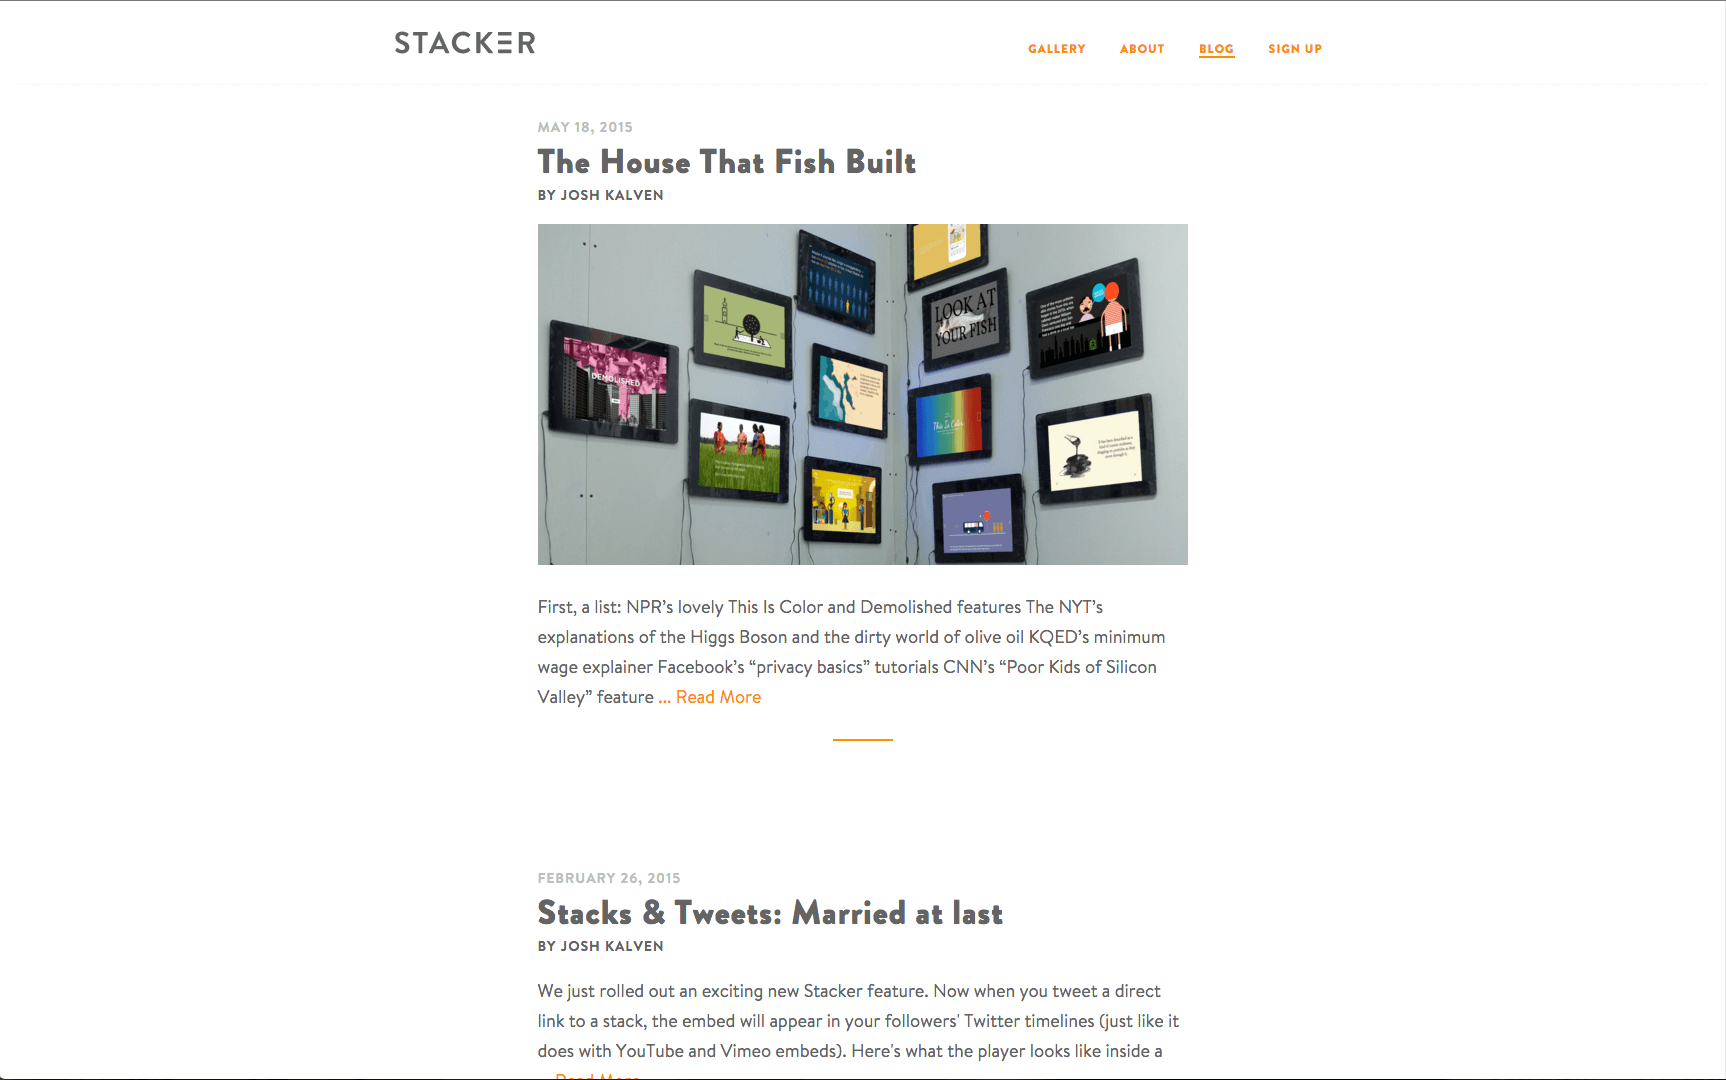 STACKER
GALLERY ABOUT BLOG SIGN UP
MAY 18, 2015
The House That Fish Built
BY JOSH KALVEN
DEMOLISHED
LOOK AT
YOUR FISH
This Is Color
First, a list: NPR’s lovely This Is Color and Demolished features The NYT’s
explanations of the Higgs Boson and the dirty world of olive oil KQED’s minimum
wage explainer Facebook’s “privacy basics” tutorials CNN’s “Poor Kids of Silicon
Valley” feature ... Read More
FEBRUARY 26, 2015
Stacks & Tweets: Married at last
BY JOSH KALVEN
We just rolled out an exciting new Stacker feature. Now when you tweet a direct
link to a stack, the embed will appear in your followers' Twitter timelines (just like it
does with YouTube and Vimeo embeds). Here's what the player looks like inside a
... Read More